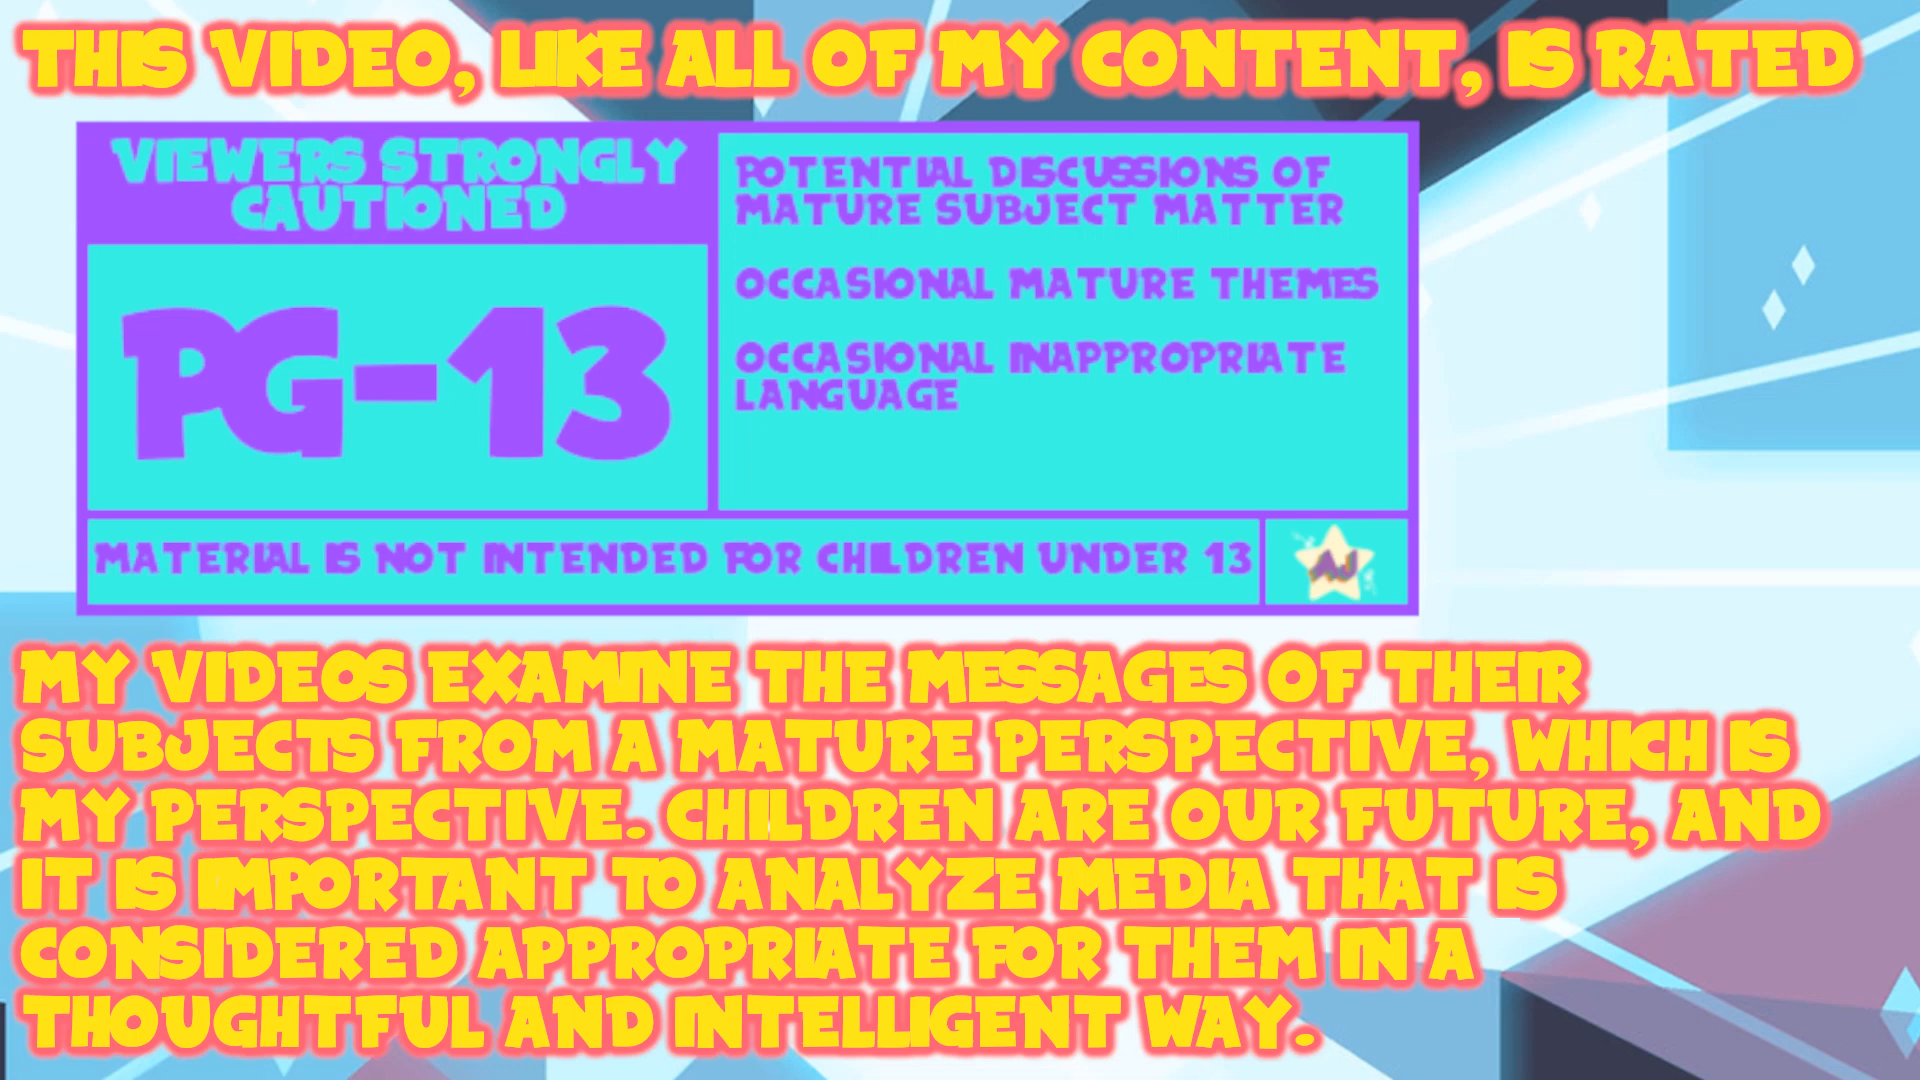 THIS VIDEO, LIKE ALL OF MY CONTENT, IS RATED
VIEWERS STRONGLY
CAUTIONED
PG-13
POTENTIAL DISCUSSIONS OF
MATURE SUBJECT MATTER
OCCASIONAL MATURE THEMES
OCCASIONAL INAPPROPRIATE
LANGUAGE
MATERIAL IS NOT INTENDED FOR CHILDREN UNDER 13
AJ
MY VIDEOS EXAMINE THE MESSAGES OF THEIR
SUBJECTS FROM A MATURE PERSPECTIVE, WHICH IS
MY PERSPECTIVE. CHILDREN ARE OUR FUTURE, AND
IT IS IMPORTANT TO ANALYZE MEDIA THAT IS
CONSIDERED APPROPRIATE FOR THEM IN A
THOUGHTFUL AND INTELLIGENT WAY.